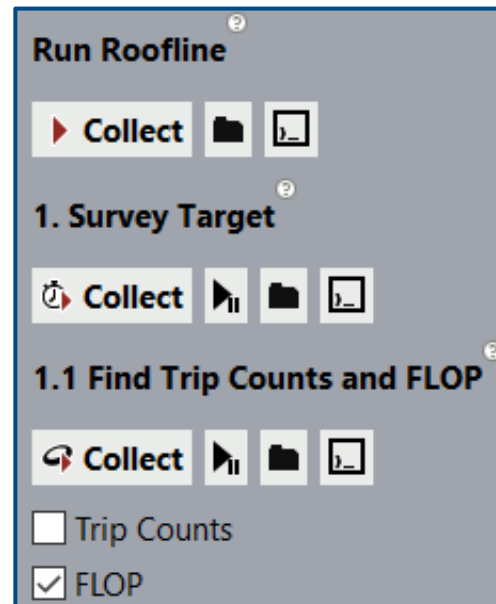 Run Roofline
Collect
1. Survey Target
Collect
1.1 Find Trip Counts and FLOP
Collect
Trip Counts
FLOP